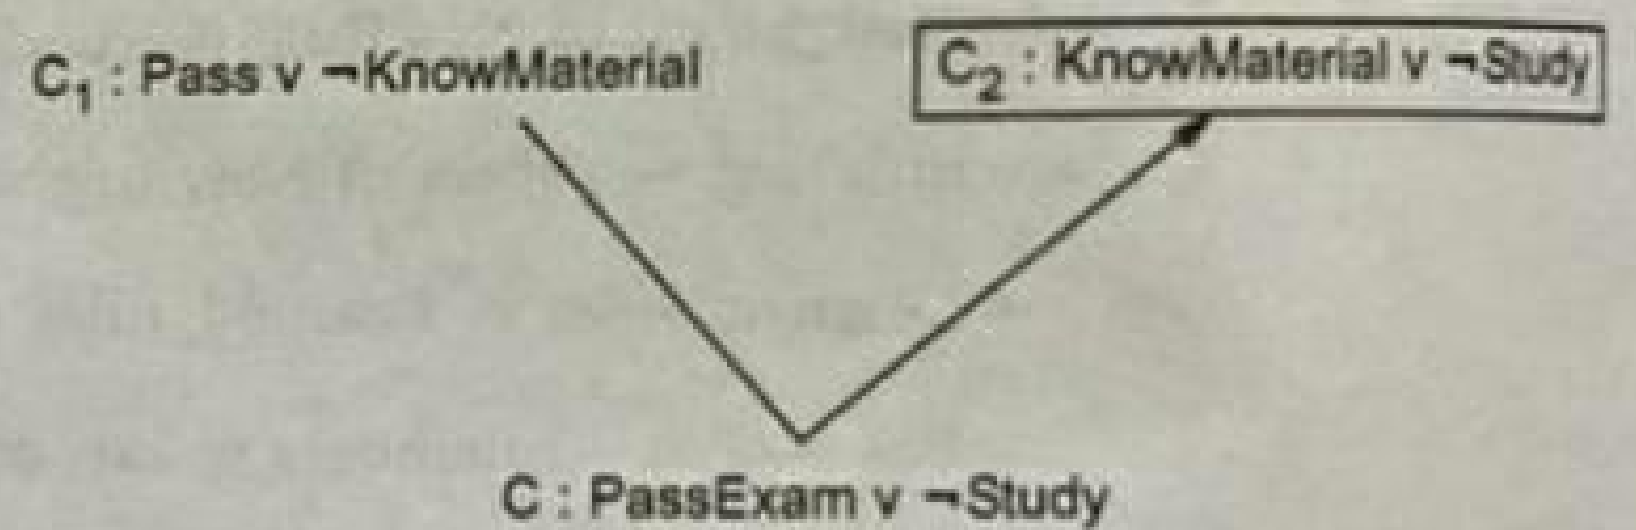 C₁ : Pass v ¬KnowMaterial
C₂ : KnowMaterial v ¬Study
C : PassExam v ¬Study